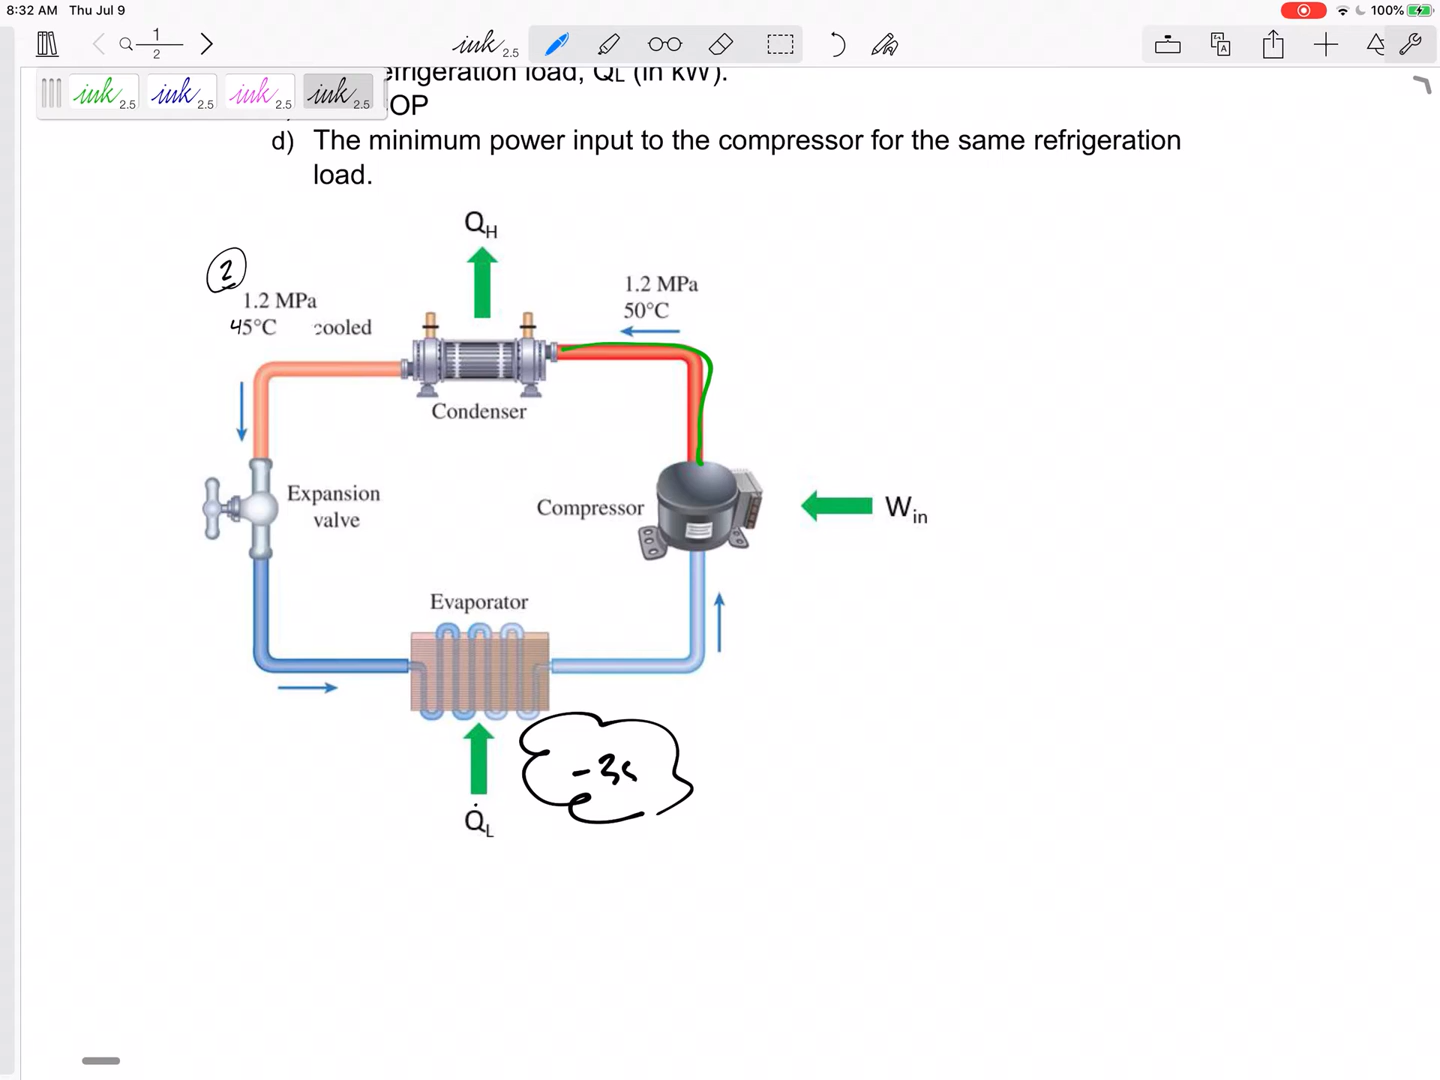 8:32 AM Thu Jul 9
100%
1
2
ink 2.5
ink 2.5 ink 2.5 ink 2.5 ink 2.5
efrigeration load, QL (in kW).
OP
d) The minimum power input to the compressor for the same refrigeration
load.
QH
2
1.2 MPa
45°C cooled
1.2 MPa
50°C
Condenser
Expansion
valve
Compressor
Win
Evaporator
-35
Q̇L